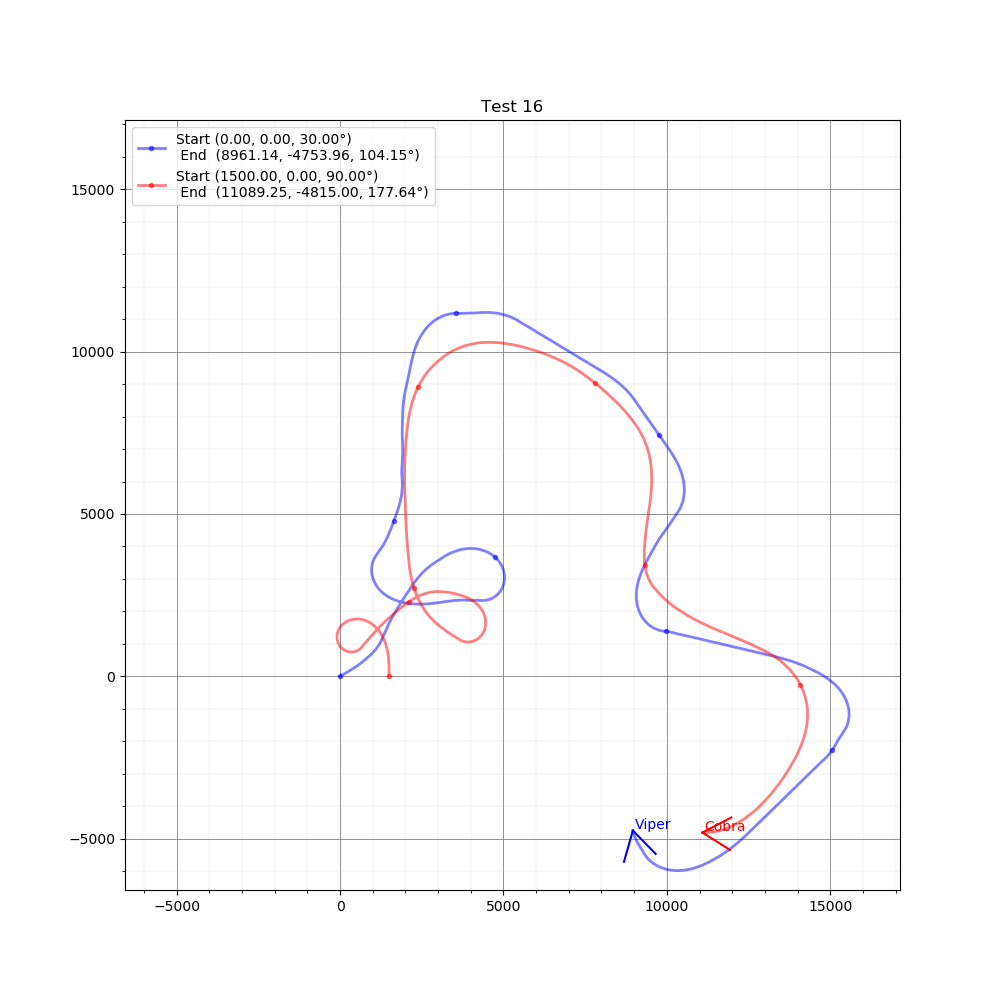 Test 16
Start (0.00, 0.00, 30.00°)
End (8961.14, -4753.96, 104.15°)
Start (1500.00, 0.00, 90.00°)
End (11089.25, -4815.00, 177.64°)
15000
10000
5000
0
−5000
Viper
Cobra
−5000
0
5000
10000
15000